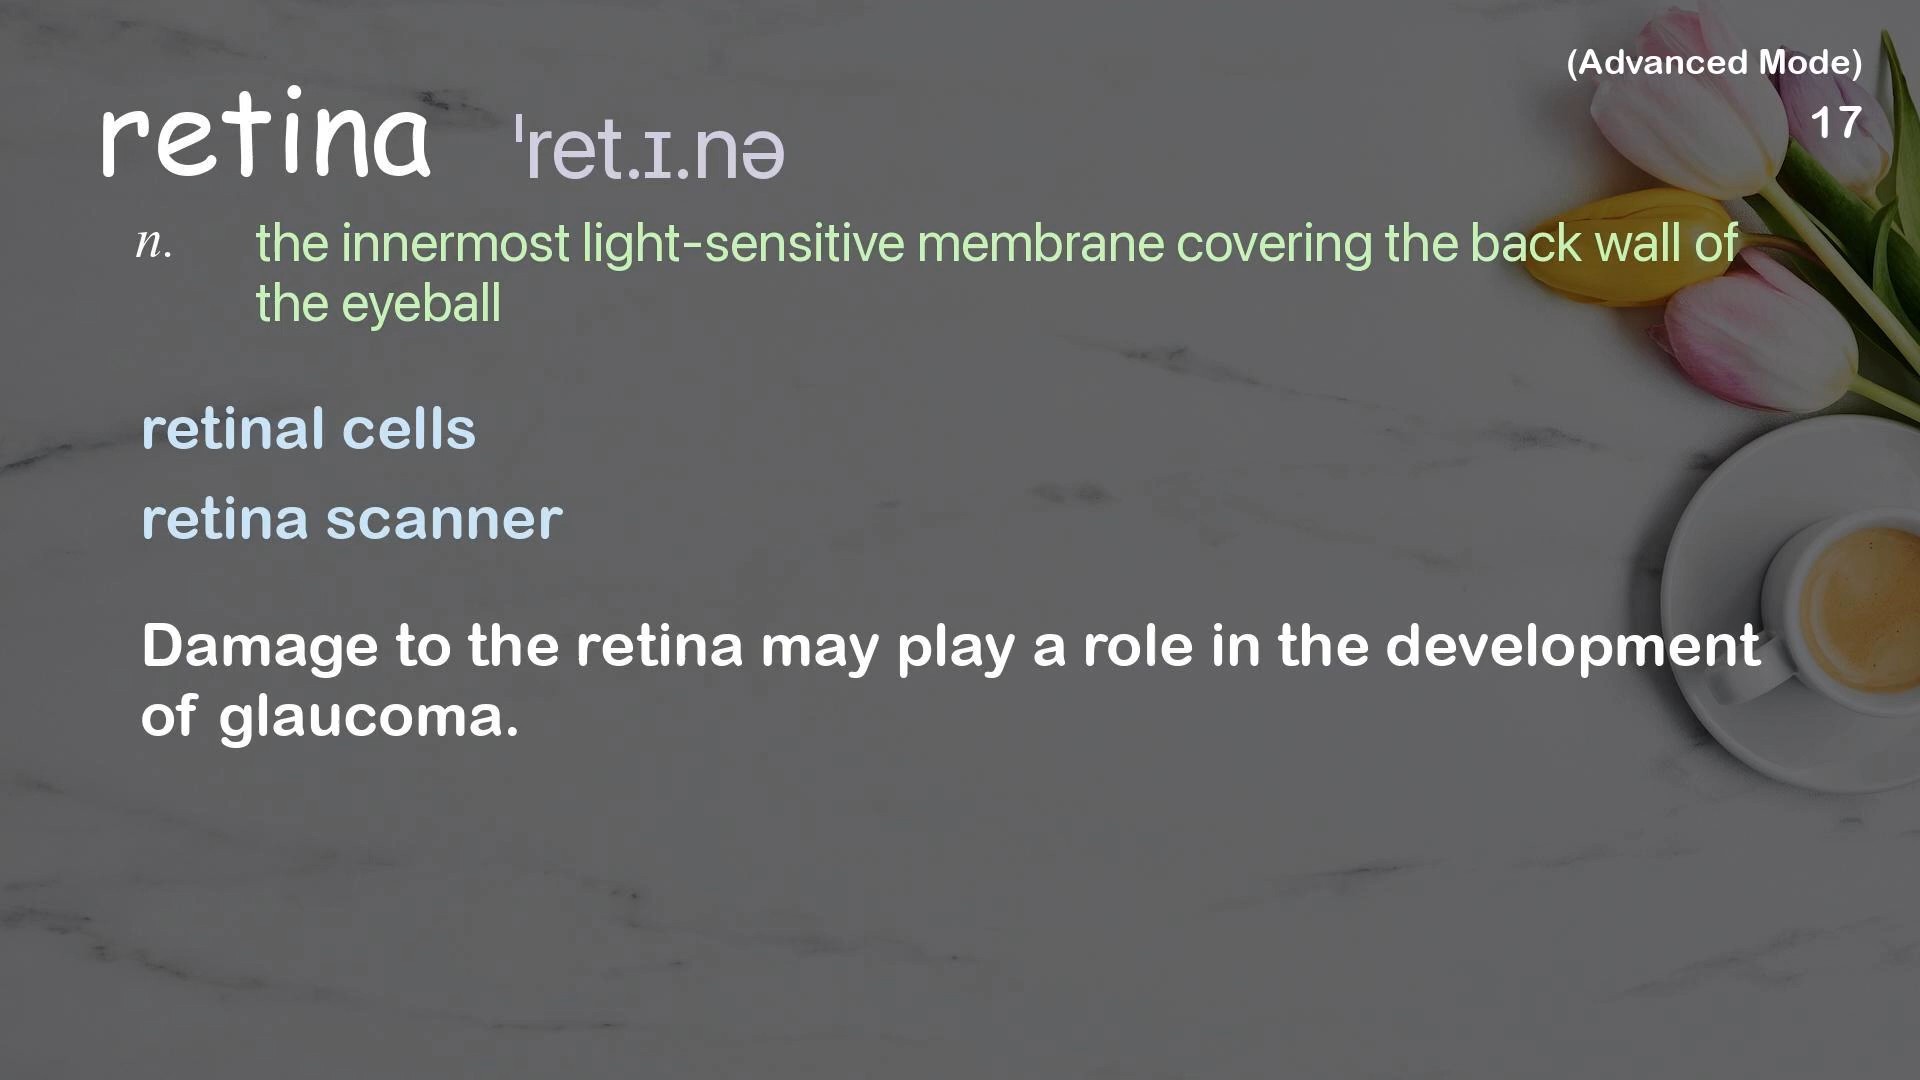 (Advanced Mode)
17
retina ˈret.ɪ.nə
n. the innermost light-sensitive membrane covering the back wall of
the eyeball
retinal cells
retina scanner
Damage to the retina may play a role in the development
of glaucoma.